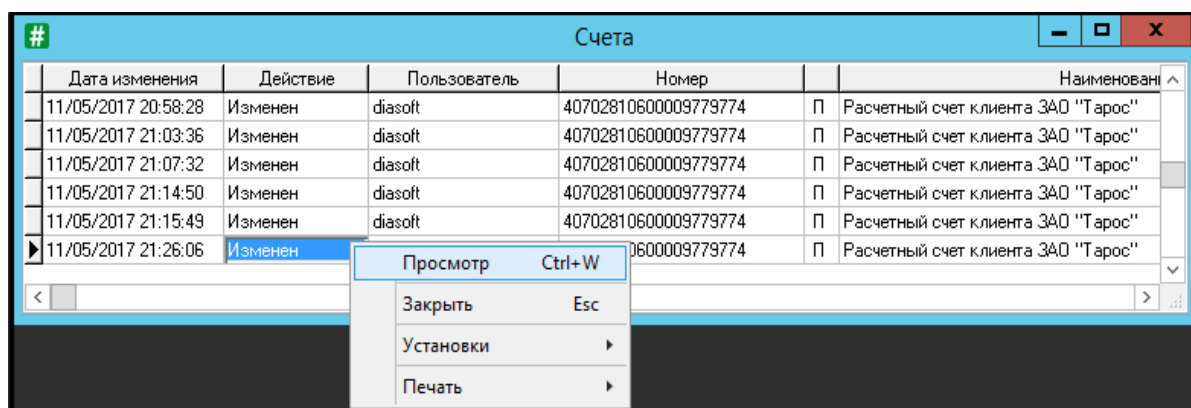 # Счета
Дата изменения Действие Пользователь Номер Наименовани
11/05/2017 20:58:28 Изменен diasoft 40702810600009779774 П Расчетный счет клиента ЗАО "Тарос"
11/05/2017 21:03:36 Изменен diasoft 40702810600009779774 П Расчетный счет клиента ЗАО "Тарос"
11/05/2017 21:07:32 Изменен diasoft 40702810600009779774 П Расчетный счет клиента ЗАО "Тарос"
11/05/2017 21:14:50 Изменен diasoft 40702810600009779774 П Расчетный счет клиента ЗАО "Тарос"
11/05/2017 21:15:49 Изменен diasoft 40702810600009779774 П Расчетный счет клиента ЗАО "Тарос"
11/05/2017 21:26:06 Изменен 0600009779774 П Расчетный счет клиента ЗАО "Тарос"
Просмотр Ctrl+W
Закрыть Esc
Установки
Печать